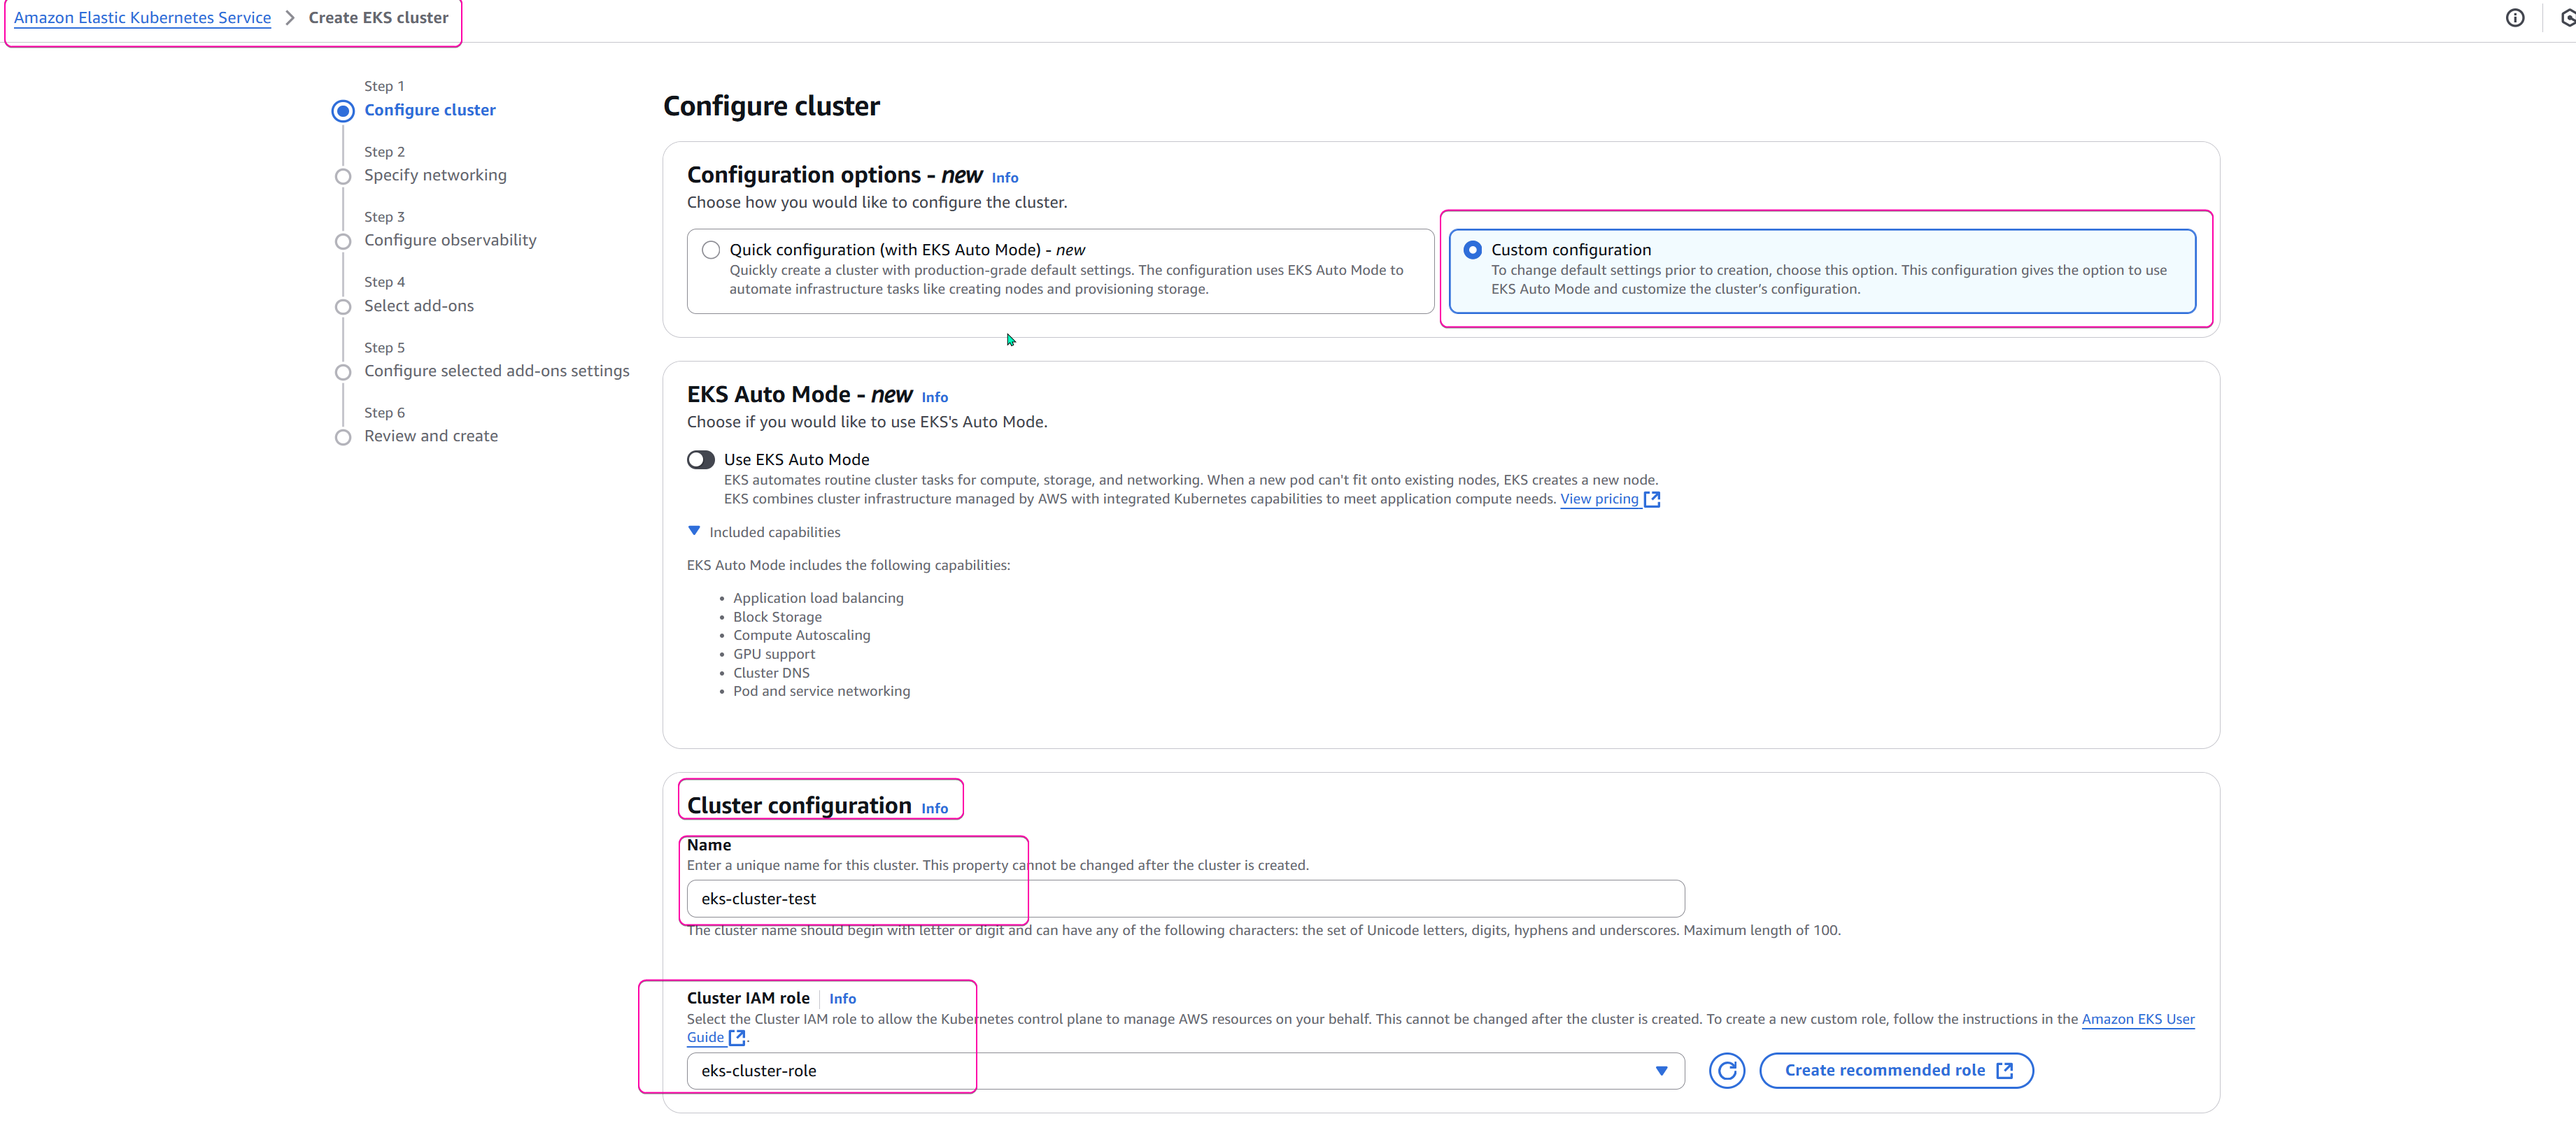 Amazon Elastic Kubernetes Service > Create EKS cluster
Step 1
Configure cluster
Step 2
Specify networking
Step 3
Configure observability
Step 4
Select add-ons
Step 5
Configure selected add-ons settings
Step 6
Review and create
Configure cluster
Configuration options - new Info
Choose how you would like to configure the cluster.
Quick configuration (with EKS Auto Mode) - new
Quickly create a cluster with production-grade default settings. The configuration uses EKS Auto Mode to
automate infrastructure tasks like creating nodes and provisioning storage.
Custom configuration
To change default settings prior to creation, choose this option. This configuration gives the option to use
EKS Auto Mode and customize the cluster’s configuration.
EKS Auto Mode - new Info
Choose if you would like to use EKS's Auto Mode.
Use EKS Auto Mode
EKS automates routine cluster tasks for compute, storage, and networking. When a new pod can't fit onto existing nodes, EKS creates a new node.
EKS combines cluster infrastructure managed by AWS with integrated Kubernetes capabilities to meet application compute needs. View pricing
Included capabilities
EKS Auto Mode includes the following capabilities:
• Application load balancing
• Block Storage
• Compute Autoscaling
• GPU support
• Cluster DNS
• Pod and service networking
Cluster configuration Info
Name
Enter a unique name for this cluster. This property cannot be changed after the cluster is created.
eks-cluster-test
The cluster name should begin with letter or digit and can have any of the following characters: the set of Unicode letters, digits, hyphens and underscores. Maximum length of 100.
Cluster IAM role | Info
Select the Cluster IAM role to allow the Kubernetes control plane to manage AWS resources on your behalf. This cannot be changed after the cluster is created. To create a new custom role, follow the instructions in the Amazon EKS User
Guide .
eks-cluster-role
Create recommended role